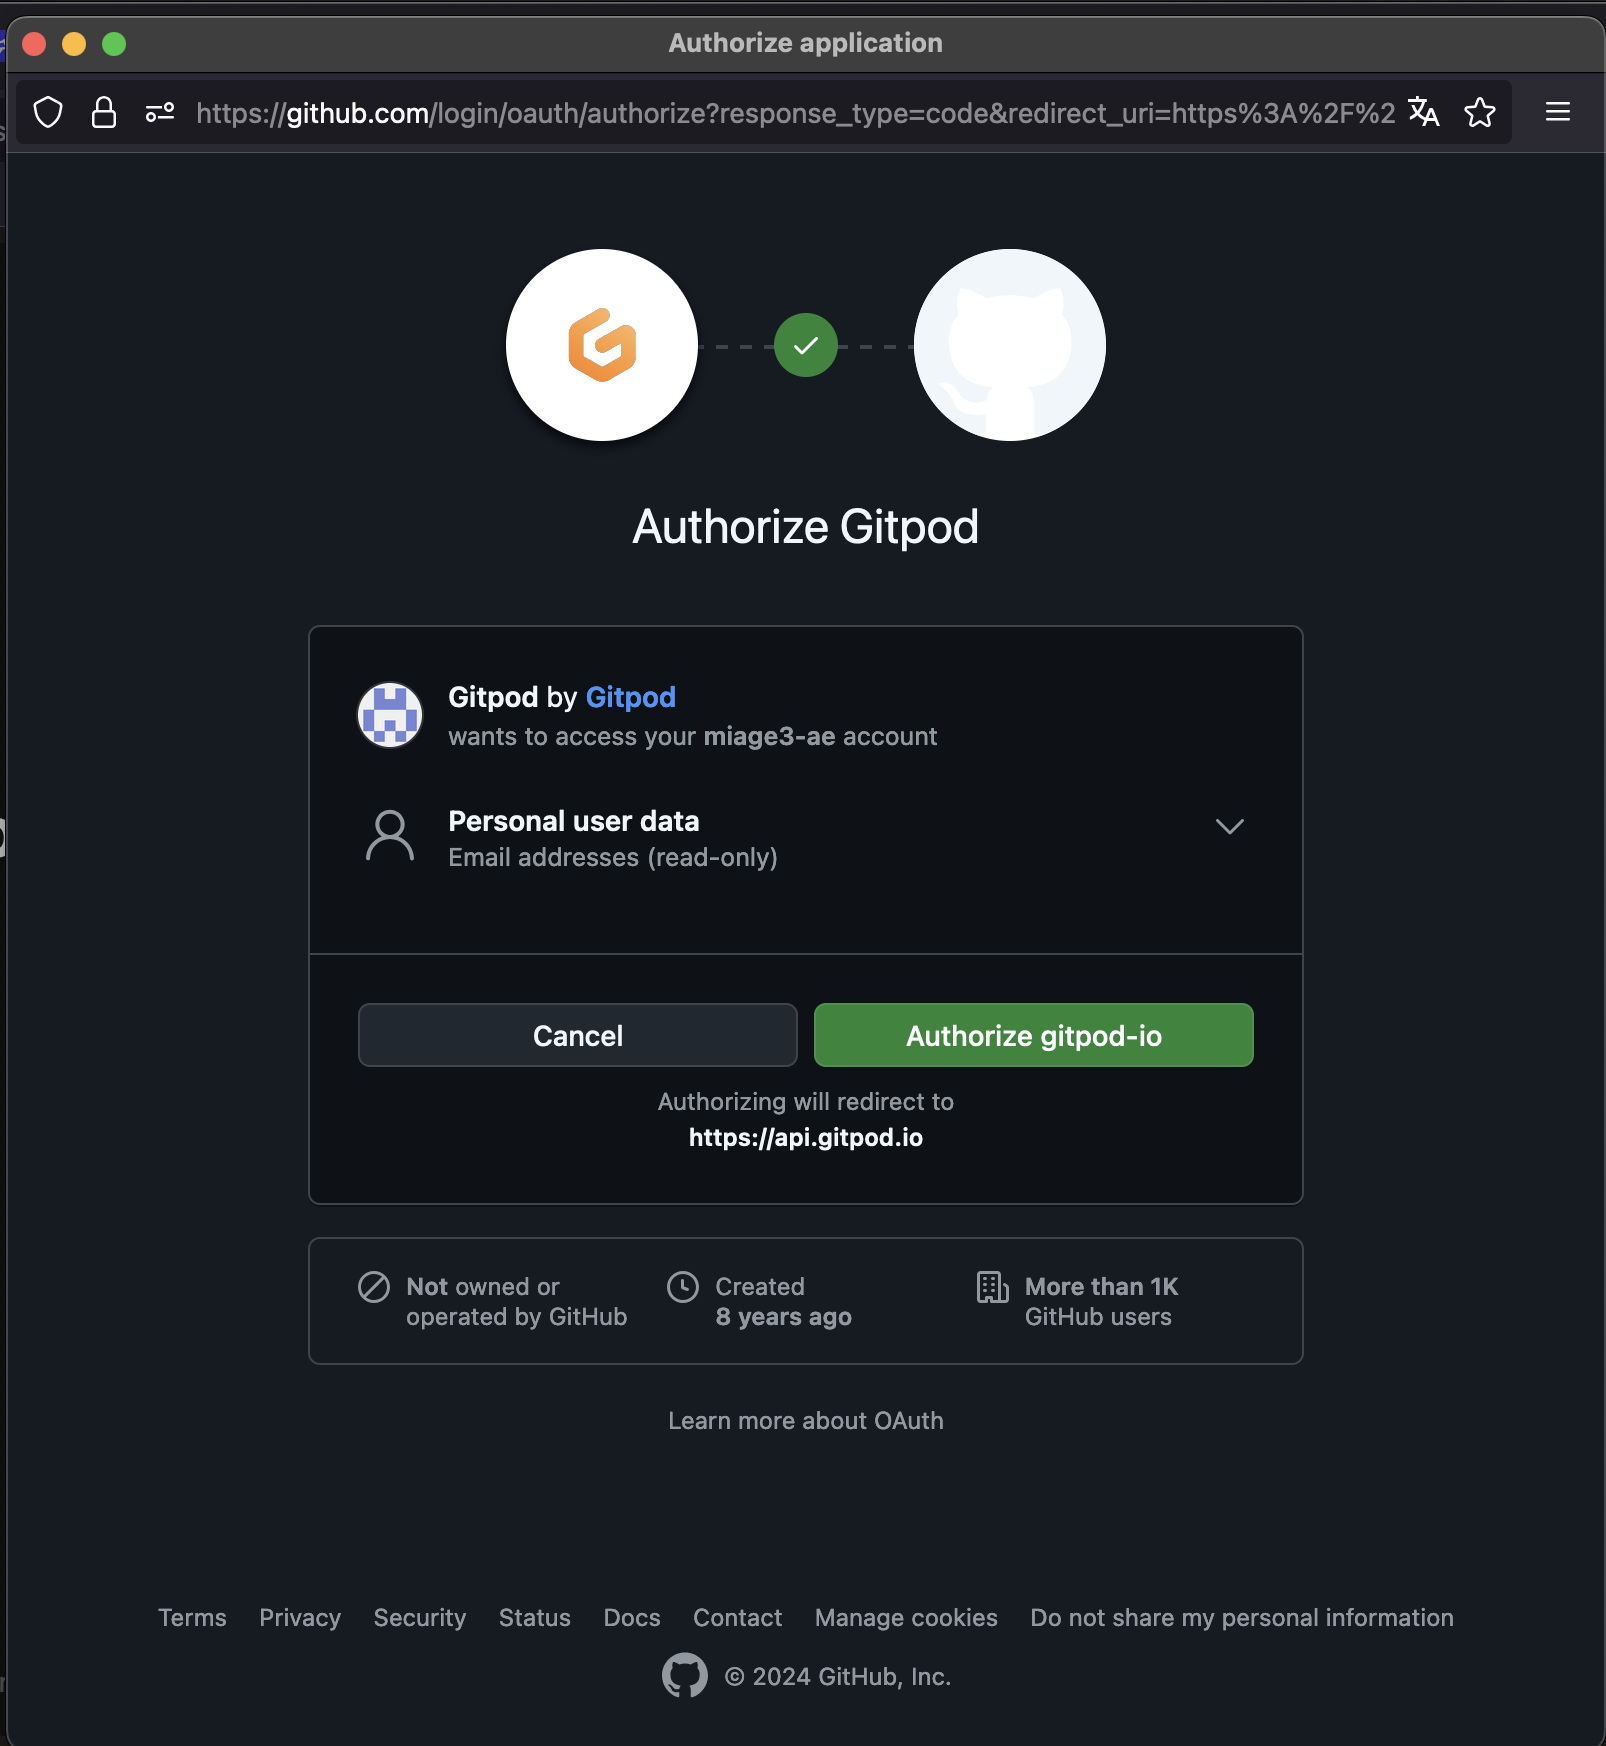 Authorize application
https://github.com/login/oauth/authorize?response_type=code&redirect_uri=https%3A%2F%2
Authorize Gitpod
Gitpod by Gitpod
wants to access your miage3-ae account
Personal user data
Email addresses (read-only)
Cancel
Authorize gitpod-io
Authorizing will redirect to
https://api.gitpod.io
Not owned or
operated by GitHub
Created
8 years ago
More than 1K
GitHub users
Learn more about OAuth
Terms Privacy Security Status Docs Contact Manage cookies Do not share my personal information
© 2024 GitHub, Inc.